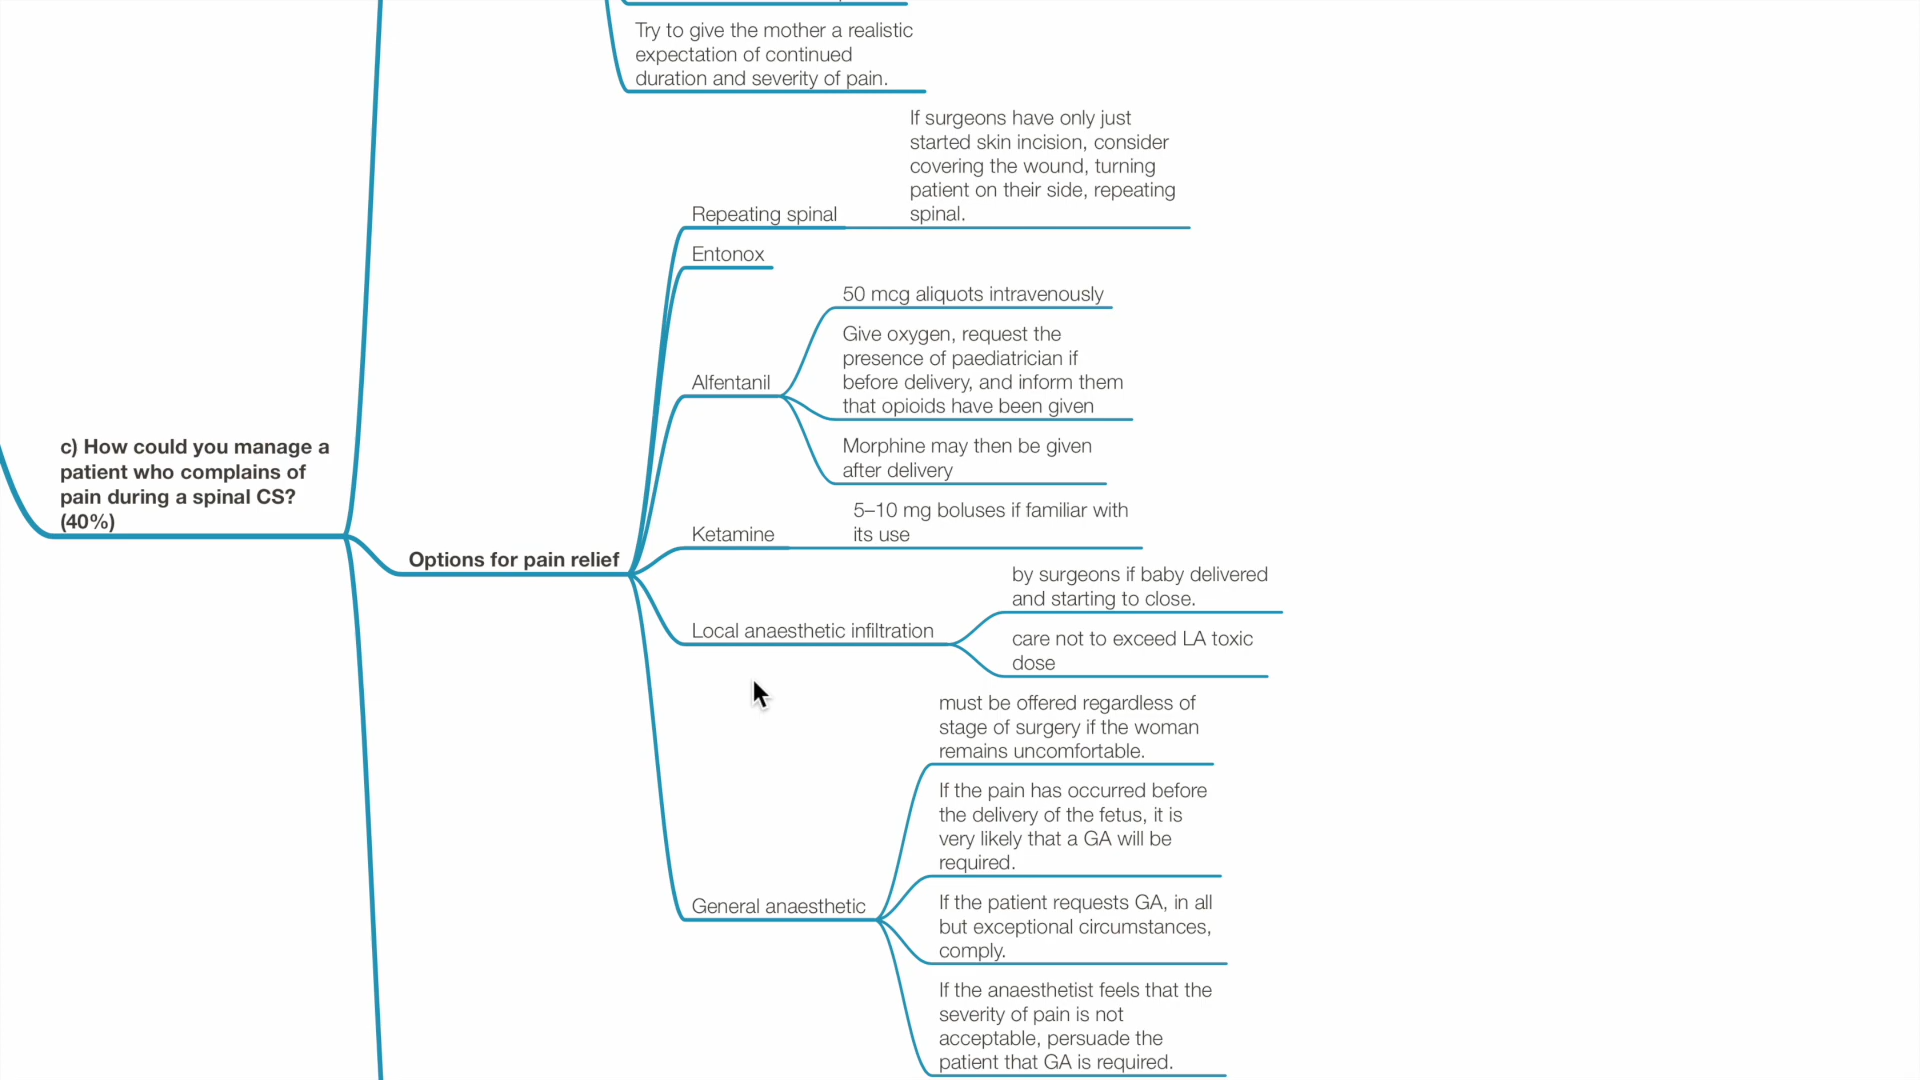 Try to give the mother a realistic
expectation of continued
duration and severity of pain.
If surgeons have only just
started skin incision, consider
covering the wound, turning
patient on their side, repeating
spinal.
Repeating spinal
Entonox
50 mcg aliquots intravenously
Give oxygen, request the
presence of paediatrician if
before delivery, and inform them
that opioids have been given
Alfentanil
Morphine may then be given
after delivery
c) How could you manage a
patient who complains of
pain during a spinal CS?
(40%)
Options for pain relief
Ketamine
5–10 mg boluses if familiar with
its use
by surgeons if baby delivered
and starting to close.
Local anaesthetic infiltration
care not to exceed LA toxic
dose
must be offered regardless of
stage of surgery if the woman
remains uncomfortable.
If the pain has occurred before
the delivery of the fetus, it is
very likely that a GA will be
required.
General anaesthetic
If the patient requests GA, in all
but exceptional circumstances,
comply.
If the anaesthetist feels that the
severity of pain is not
acceptable, persuade the
patient that GA is required.